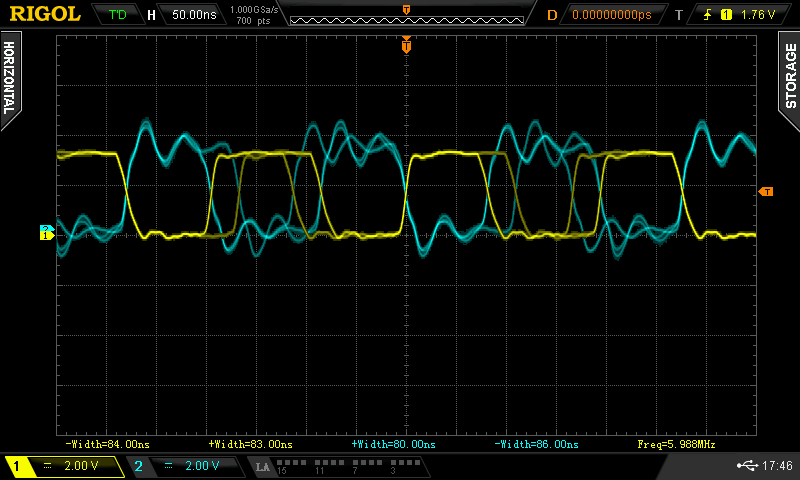 RIGOL T'D H 50.00ns 1.000GSa/s 700 pts D 0.00000000ps T 1 1.76 V
HORIZONTAL
STORAGE
T
T
2
1
-Width=84.00ns +Width=83.00ns +Width=80.00ns -Width=86.00ns Freq=5.988MHz
1 2.00 V 2 2.00 V LA 15 11 7 3 17:46